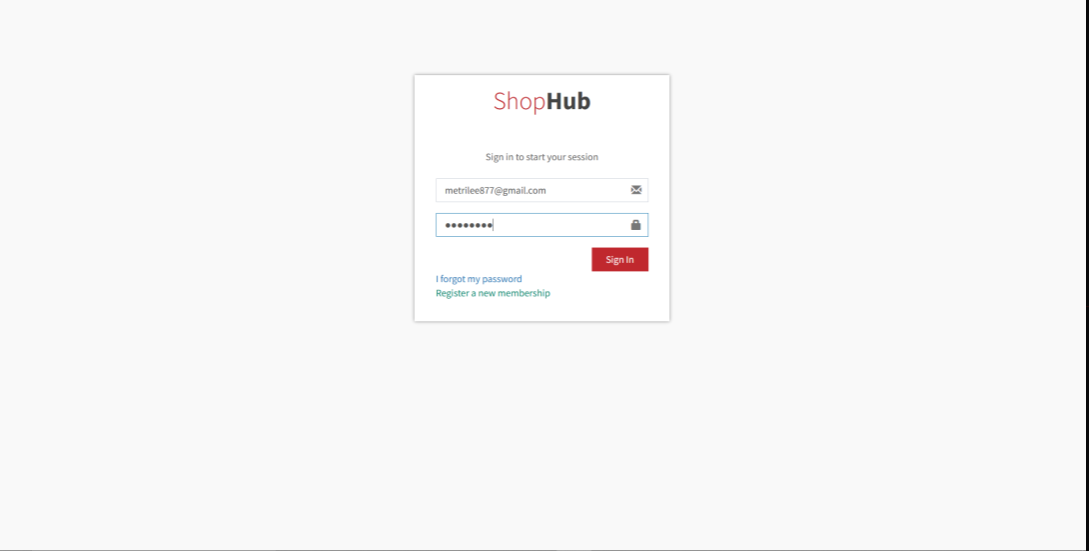 ShopHub
Sign in to start your session
metrilee877@gmail.com
••••••••
Sign In
I forgot my password
Register a new membership